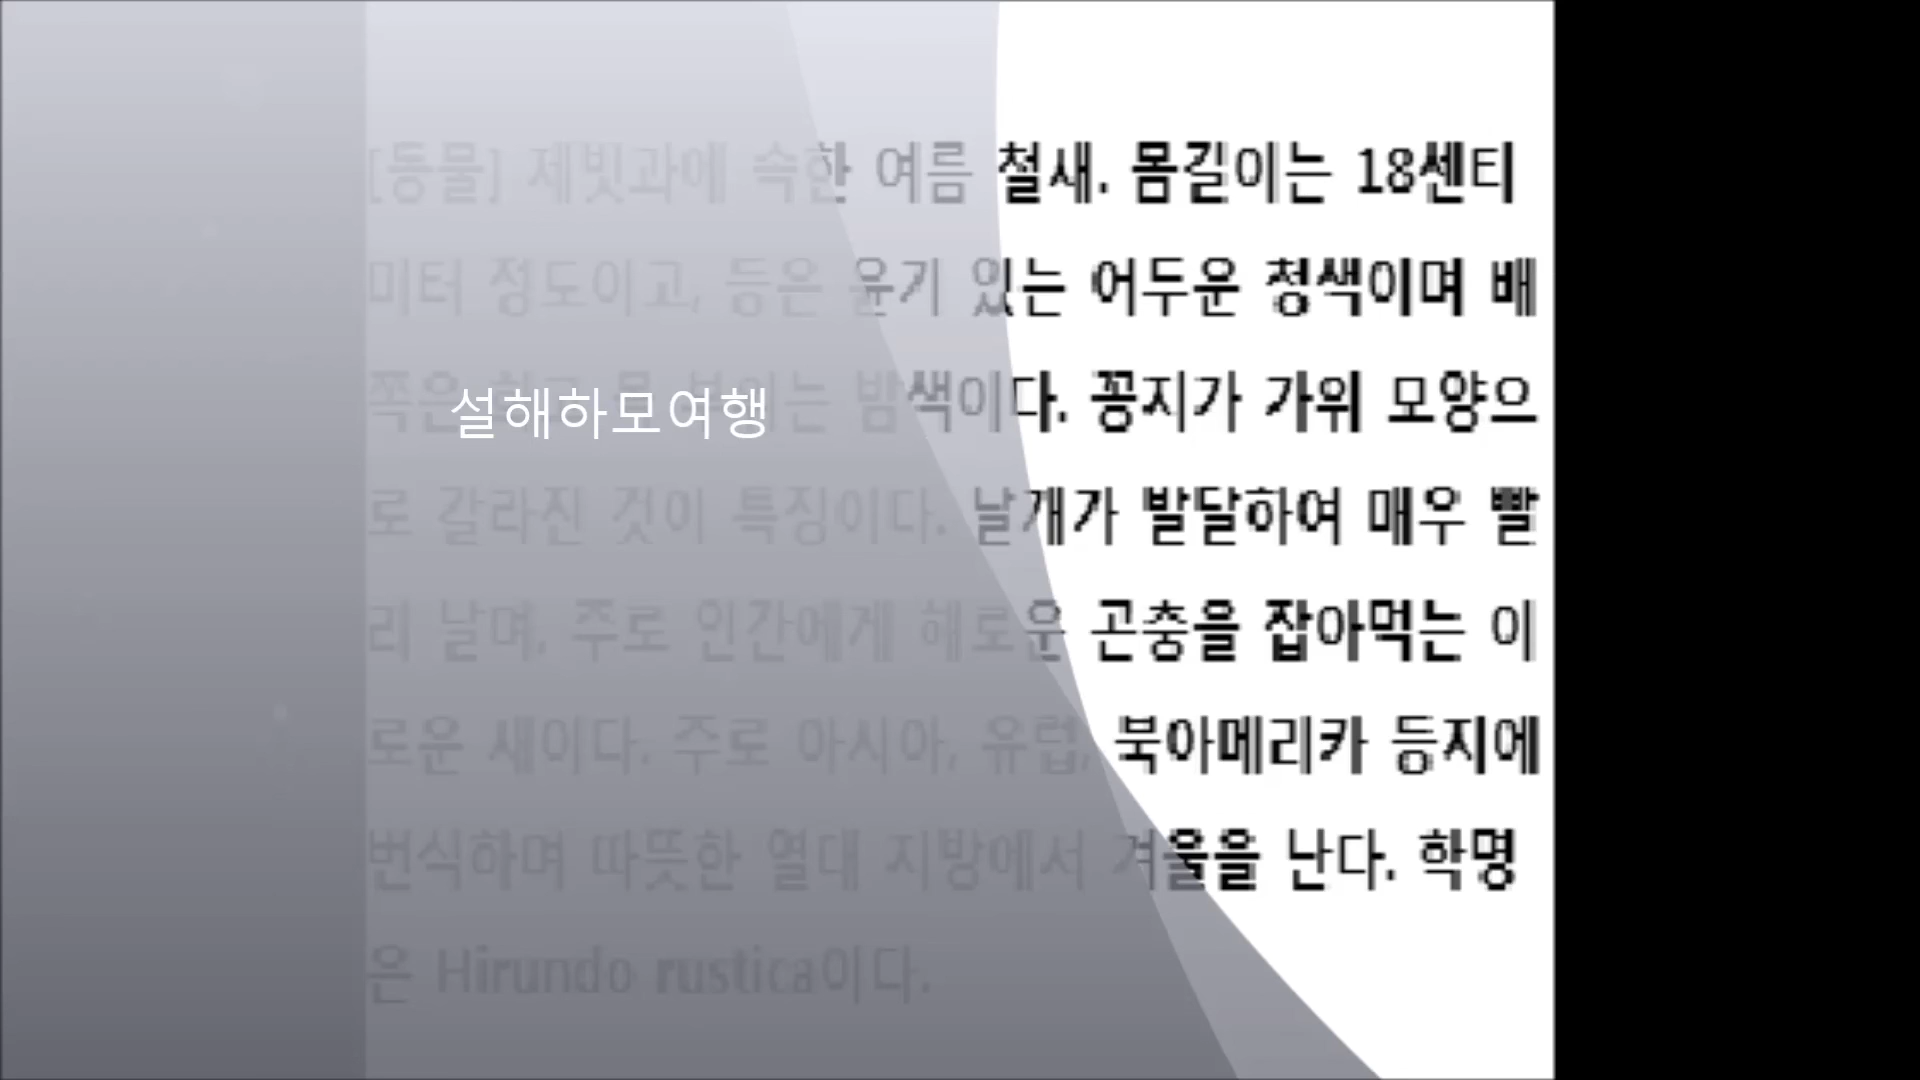 [동물] 제빗과에 속한 여름 철새. 몸길이는 18센티
미터 정도이고, 등은 윤기 있는 어두운 청색이며 배
쪽은 는 밤색이다. 꽁지가 가위 모양으
설해하모여행
로 갈라진 것이 특징이다. 날개가 발달하여 매우 빨
리 날며, 주로 인간에게 해로운 곤충을 잡아먹는 이
로운 새이다. 주로 아시아, 유럽, 북아메리카 등지에
번식하며 따뜻한 열대 지방에서 겨울을 난다. 학명
은 Hirundo rustica이다.